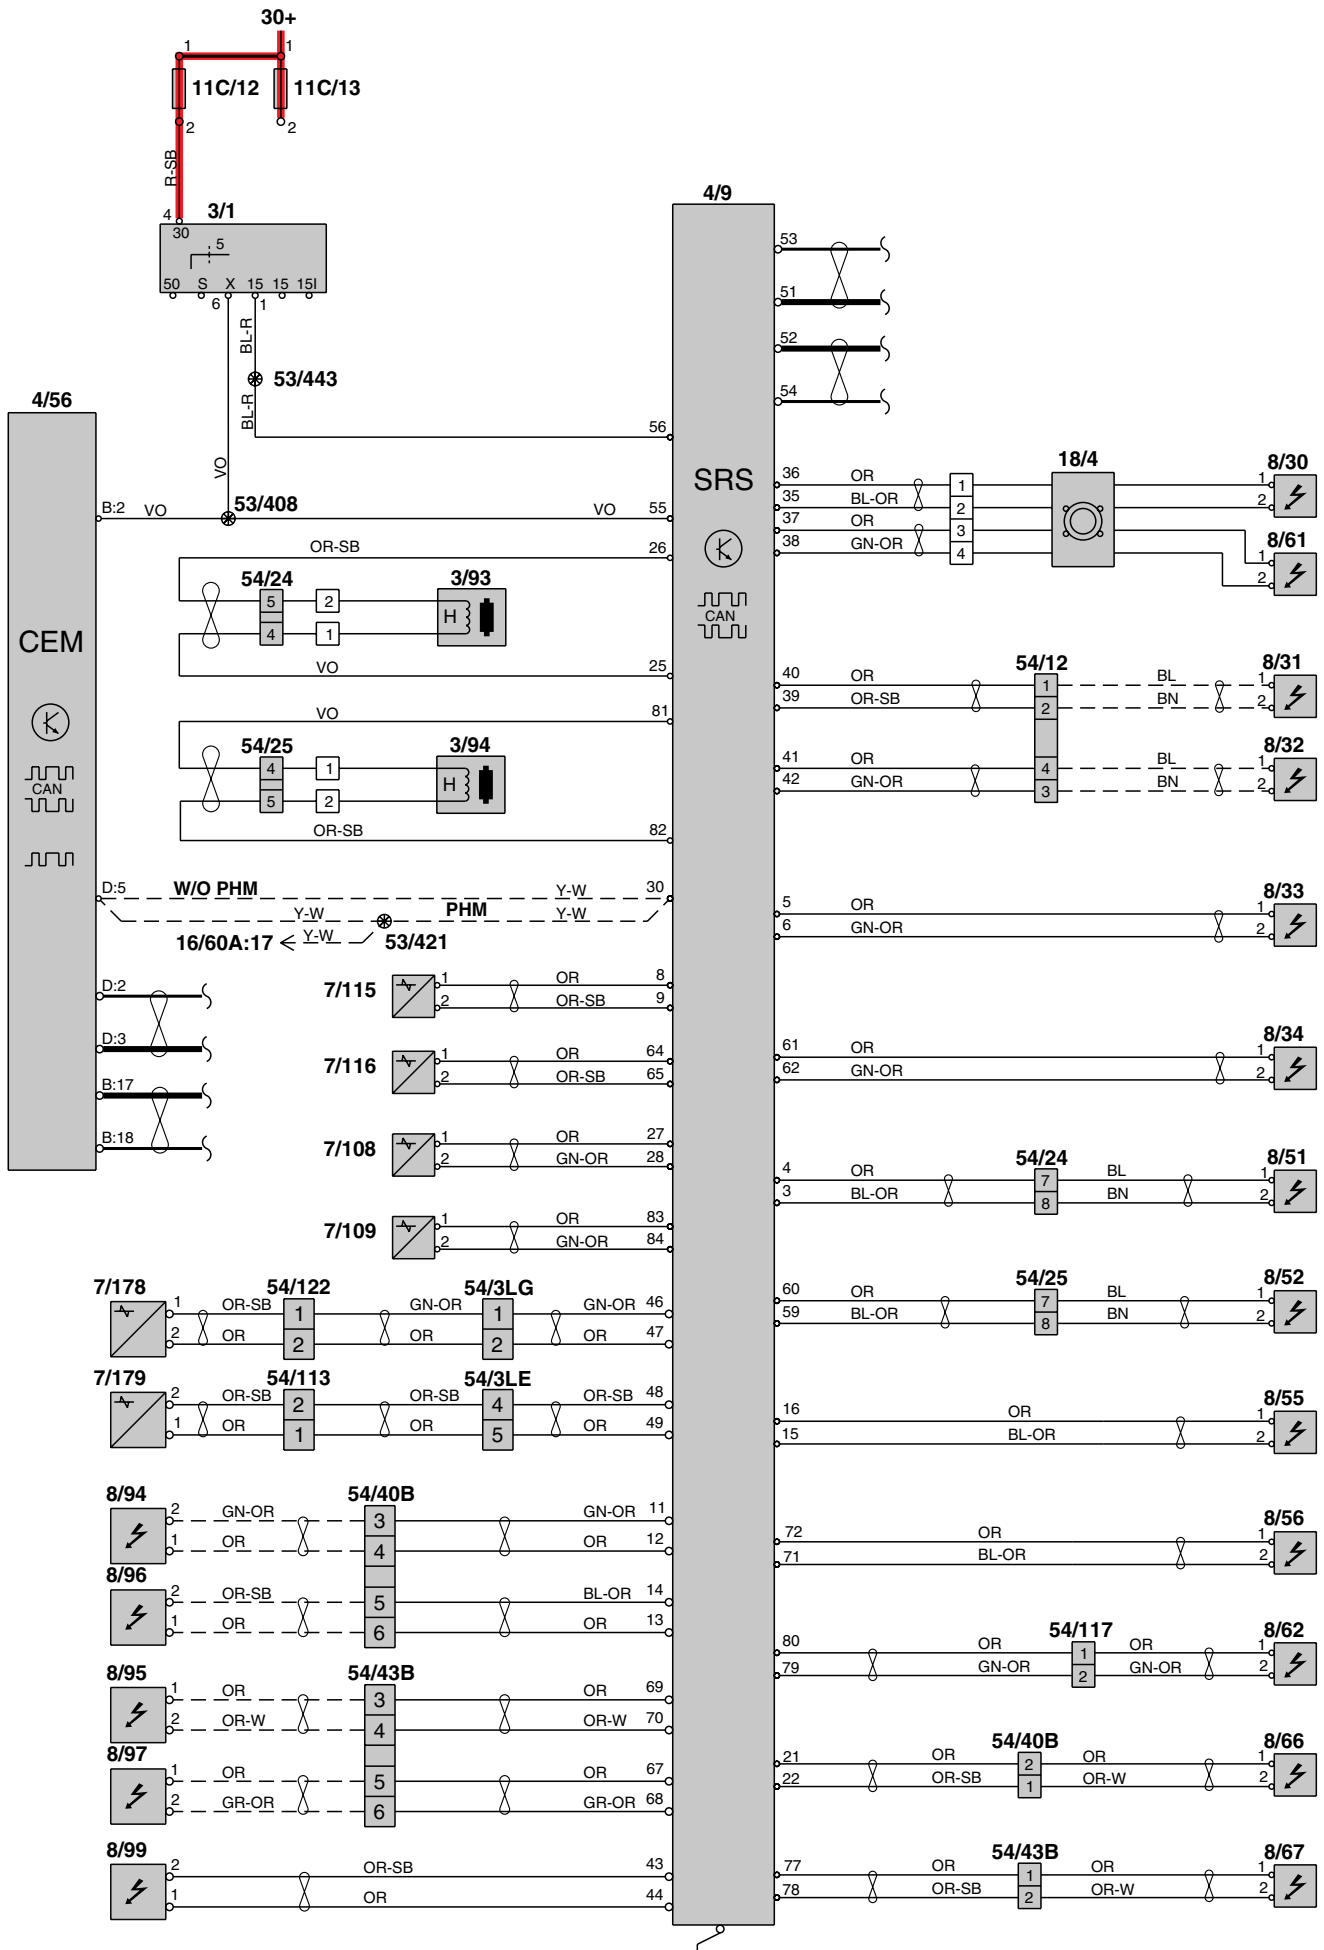 30+
1 1
11C/12 11C/13
2 2
R-SB
4 3/1
30
5
50 S X 15 15 15I
6 1
BL-R
53/443
BL-R
VO
4/56
CEM
CAN
B:2 VO 53/408 VO 55
56
OR-SB 26
54/24 3/93
5 2
H
4 1
VO 25
VO 81
54/25 3/94
4 1
H
5 2
OR-SB 82
D:5 W/O PHM Y-W 30
Y-W PHM Y-W
16/60A:17 Y-W 53/421
D:2
D:3
B:17
B:18
7/115 1 OR 8
2 OR-SB 9
7/116 1 OR 64
2 OR-SB 65
7/108 1 OR 27
2 GN-OR 28
7/109 1 OR 83
2 GN-OR 84
7/178 54/122 54/3LG
1 OR-SB 1 GN-OR 1 GN-OR 46
2 OR 2 OR 2 OR 47
7/179 54/113 54/3LE
2 OR-SB 2 OR-SB 4 OR-SB 48
1 OR 1 OR 5 OR 49
8/94 54/40B
2 GN-OR 3 GN-OR 11
1 OR 4 OR 12
8/96
2 OR-SB 5 BL-OR 14
1 OR 6 OR 13
8/95 54/43B
1 OR 3 OR 69
2 OR-W 4 OR-W 70
8/97
1 OR 5 OR 67
2 GR-OR 6 GR-OR 68
8/99
2 OR-SB 43
1 OR 44
4/9
SRS
CAN
53
51
52
54
18/4 8/30
36 OR 1 1
35 BL-OR 2 2
37 OR 3 8/61
38 GN-OR 4 1
2
54/12 8/31
40 OR 1 BL 1
39 OR-SB 2 BN 2
8/32
41 OR 4 BL 1
42 GN-OR 3 BN 2
8/33
5 OR 1
6 GN-OR 2
8/34
61 OR 1
62 GN-OR 2
54/24 8/51
4 OR 7 BL 1
3 BL-OR 8 BN 2
54/25 8/52
60 OR 7 BL 1
59 BL-OR 8 BN 2
8/55
16 OR 1
15 BL-OR 2
8/56
72 OR 1
71 BL-OR 2
54/117 8/62
80 OR 1 OR 1
79 GN-OR 2 GN-OR 2
54/40B 8/66
21 OR 2 OR 1
22 OR-SB 1 OR-W 2
54/43B 8/67
77 OR 1 OR 1
78 OR-SB 2 OR-W 2